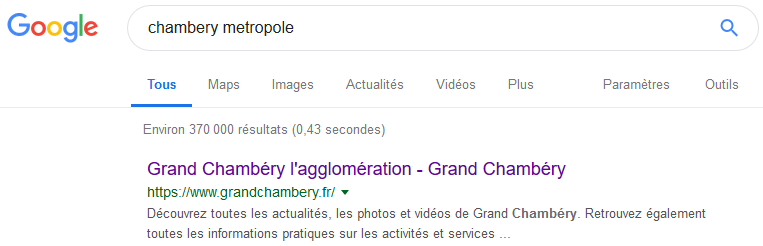 Google
chambery metropole
Tous Maps Images Actualités Vidéos Plus Paramètres Outils
Environ 370 000 résultats (0,43 secondes)
Grand Chambéry l'agglomération - Grand Chambéry
https://www.grandchambery.fr/
Découvrez toutes les actualités, les photos et vidéos de Grand Chambéry. Retrouvez également
toutes les informations pratiques sur les activités et services ...